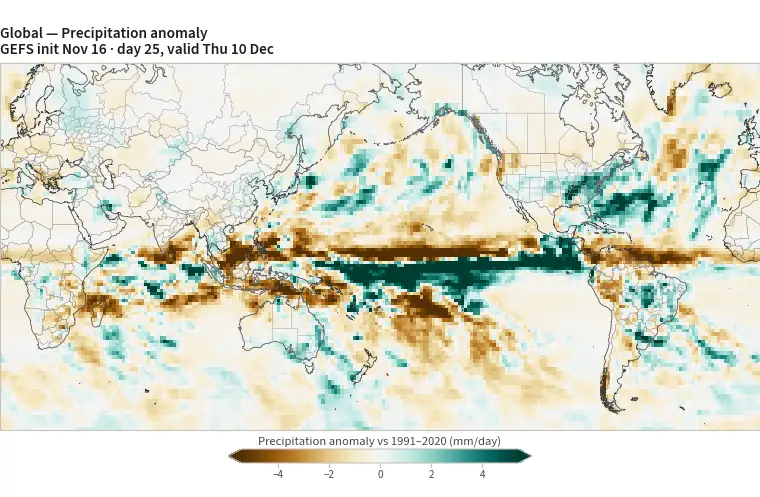 Global — Precipitation anomaly
GEFS init Nov 16 · day 25, valid Thu 10 Dec
Precipitation anomaly vs 1991–2020 (mm/day)
−4 −2 0 2 4